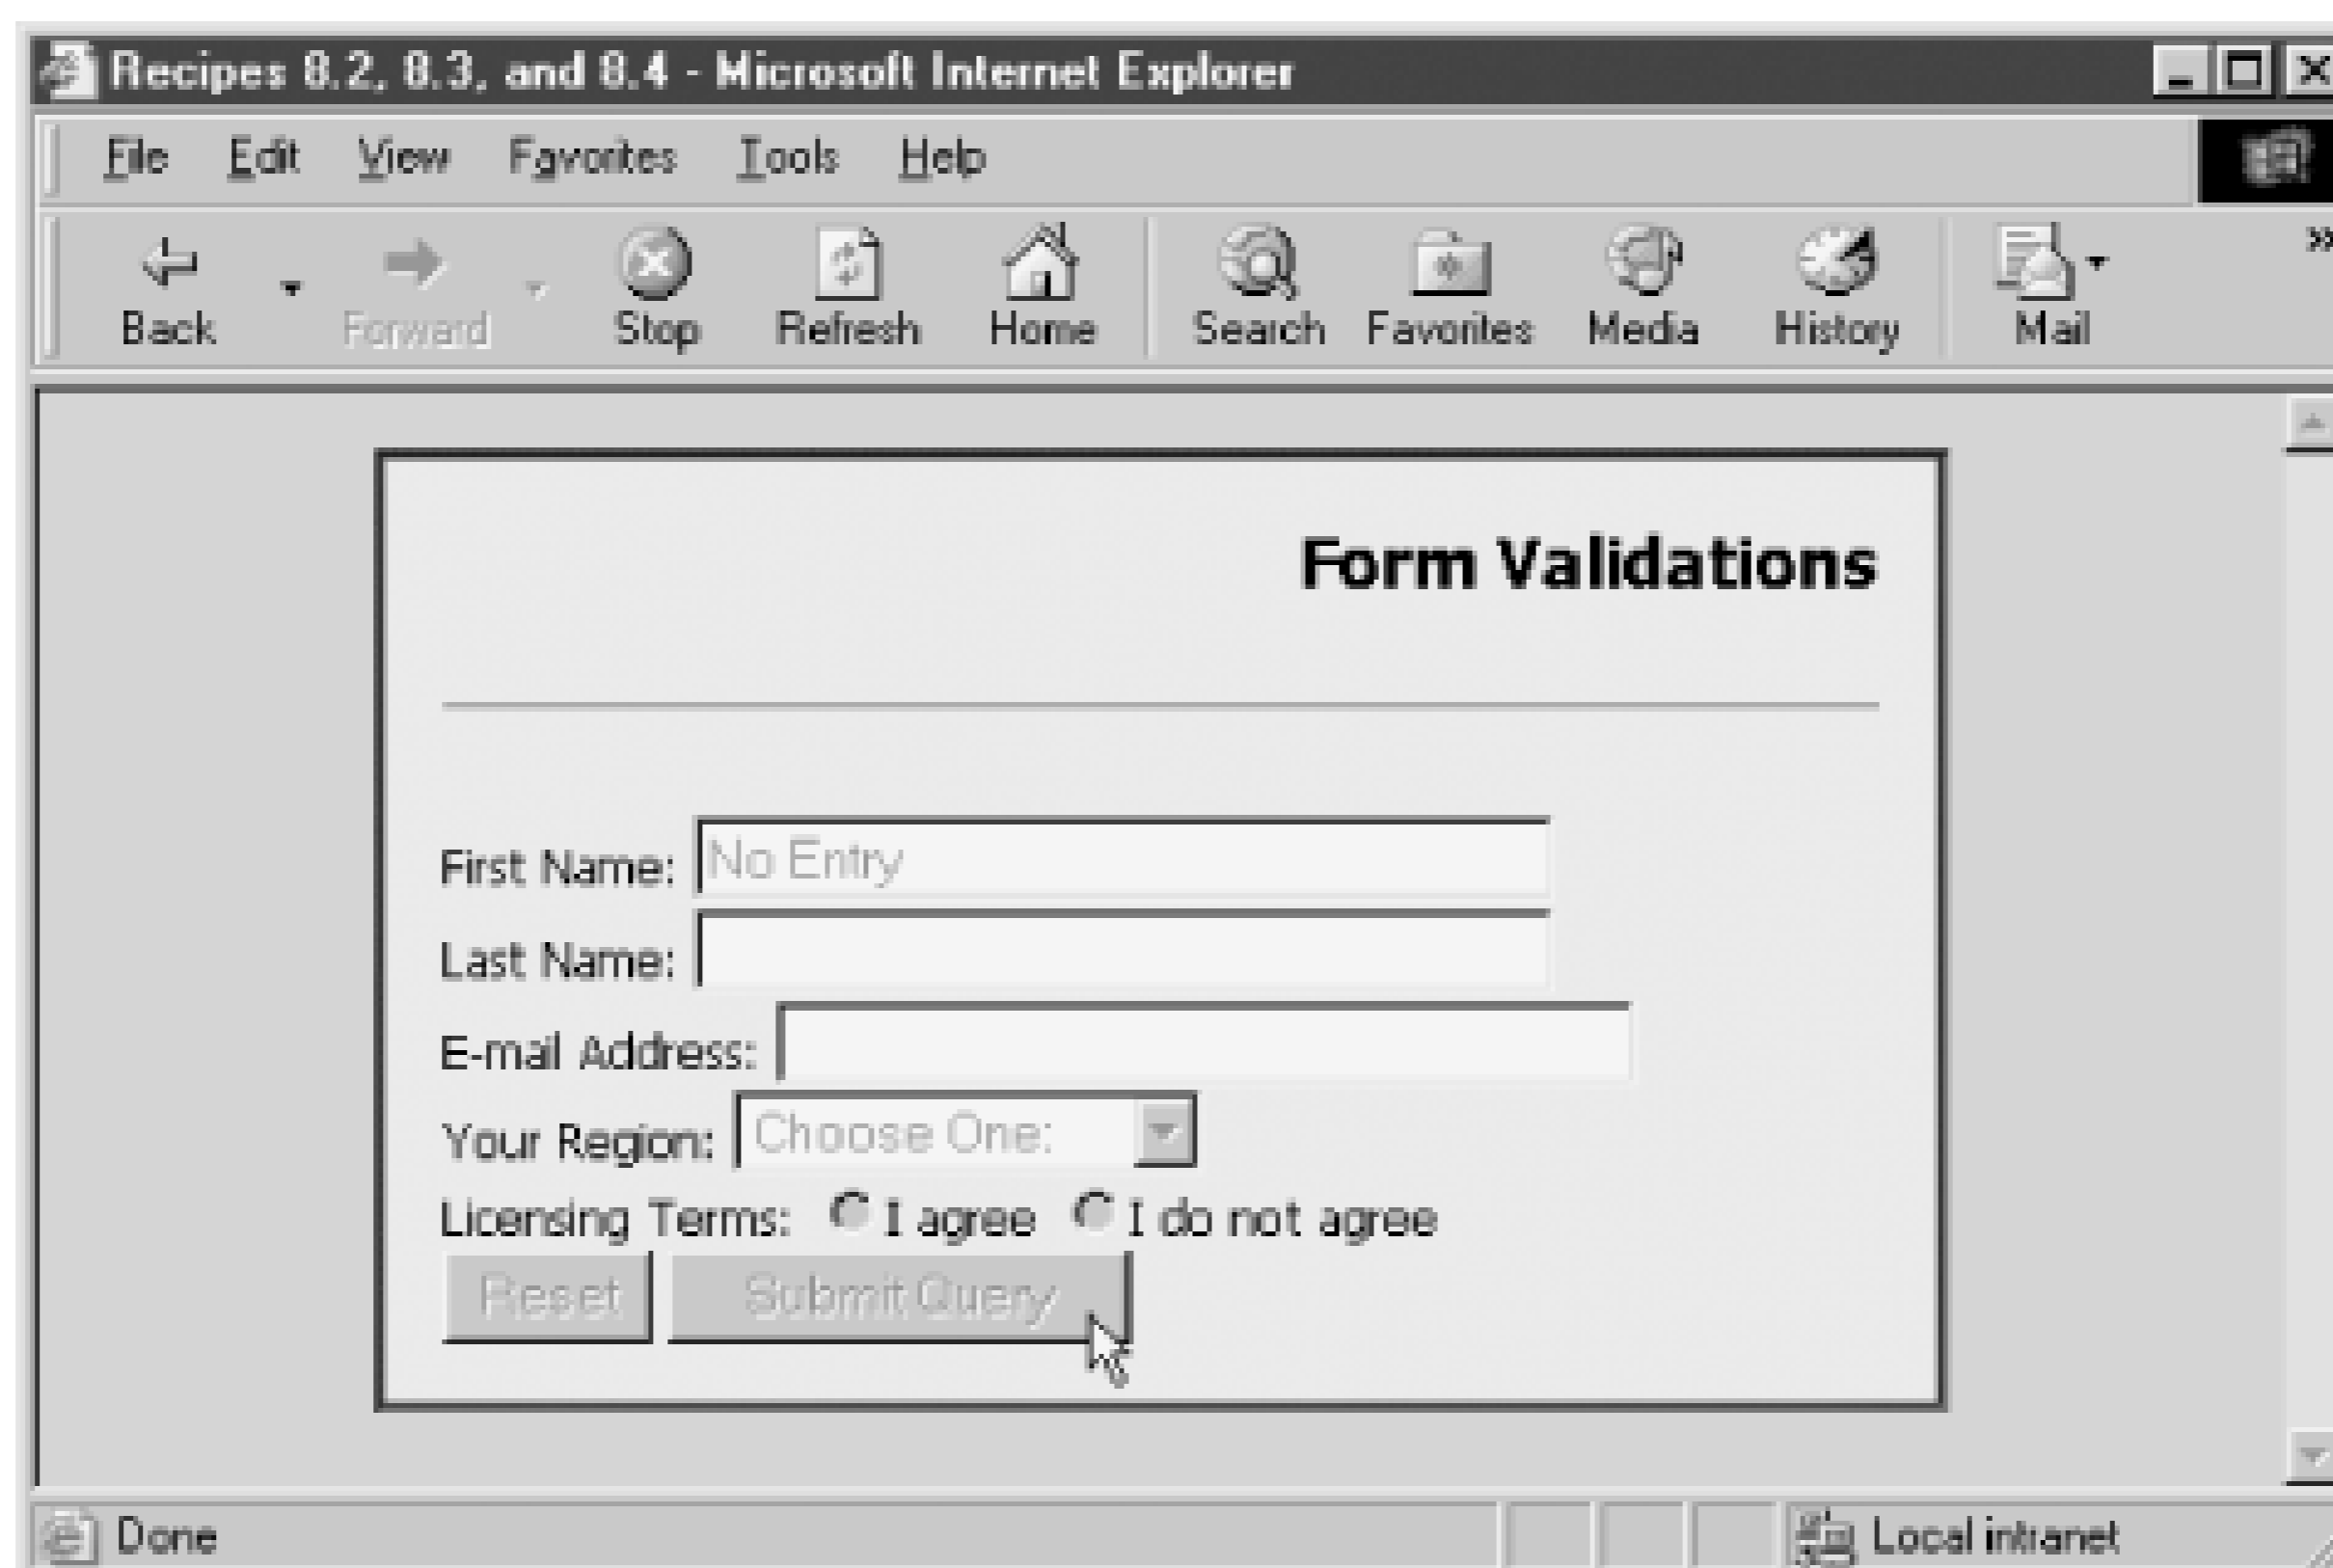 Recipes 8.2, 8.3, and 8.4 - Microsoft Internet Explorer
File Edit View Favorites Tools Help
Back Forward Stop Refresh Home Search Favorites Media History Mail »
Form Validations
First Name: No Entry
Last Name:
E-mail Address:
Your Region: Choose One:
Licensing Terms: I agree I do not agree
Reset Submit Query
Done Local intranet